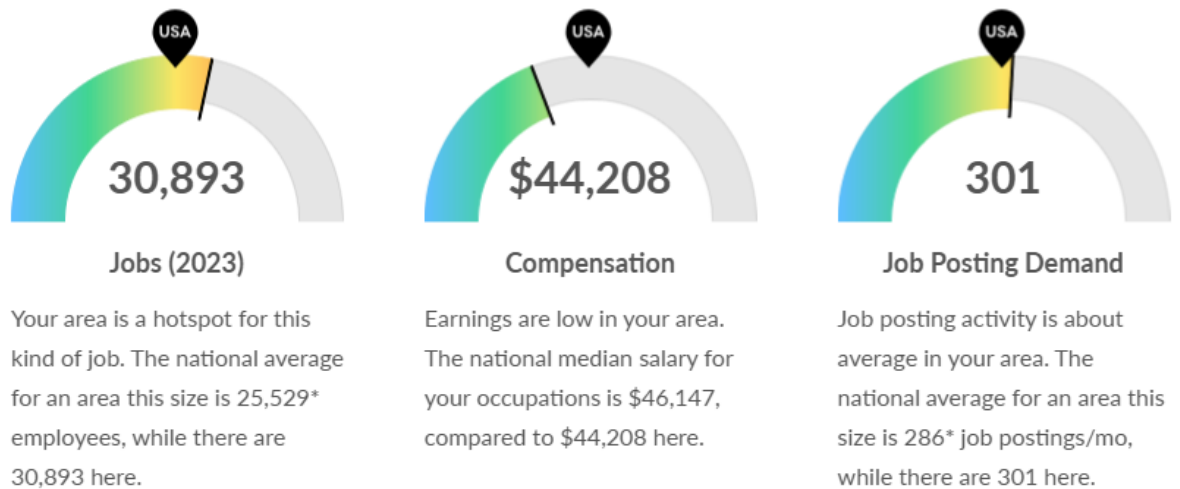 USA
30,893
Jobs (2023)
Your area is a hotspot for this
kind of job. The national average
for an area this size is 25,529*
employees, while there are
30,893 here.
USA
$44,208
Compensation
Earnings are low in your area.
The national median salary for
your occupations is $46,147,
compared to $44,208 here.
USA
301
Job Posting Demand
Job posting activity is about
average in your area. The
national average for an area this
size is 286* job postings/mo,
while there are 301 here.